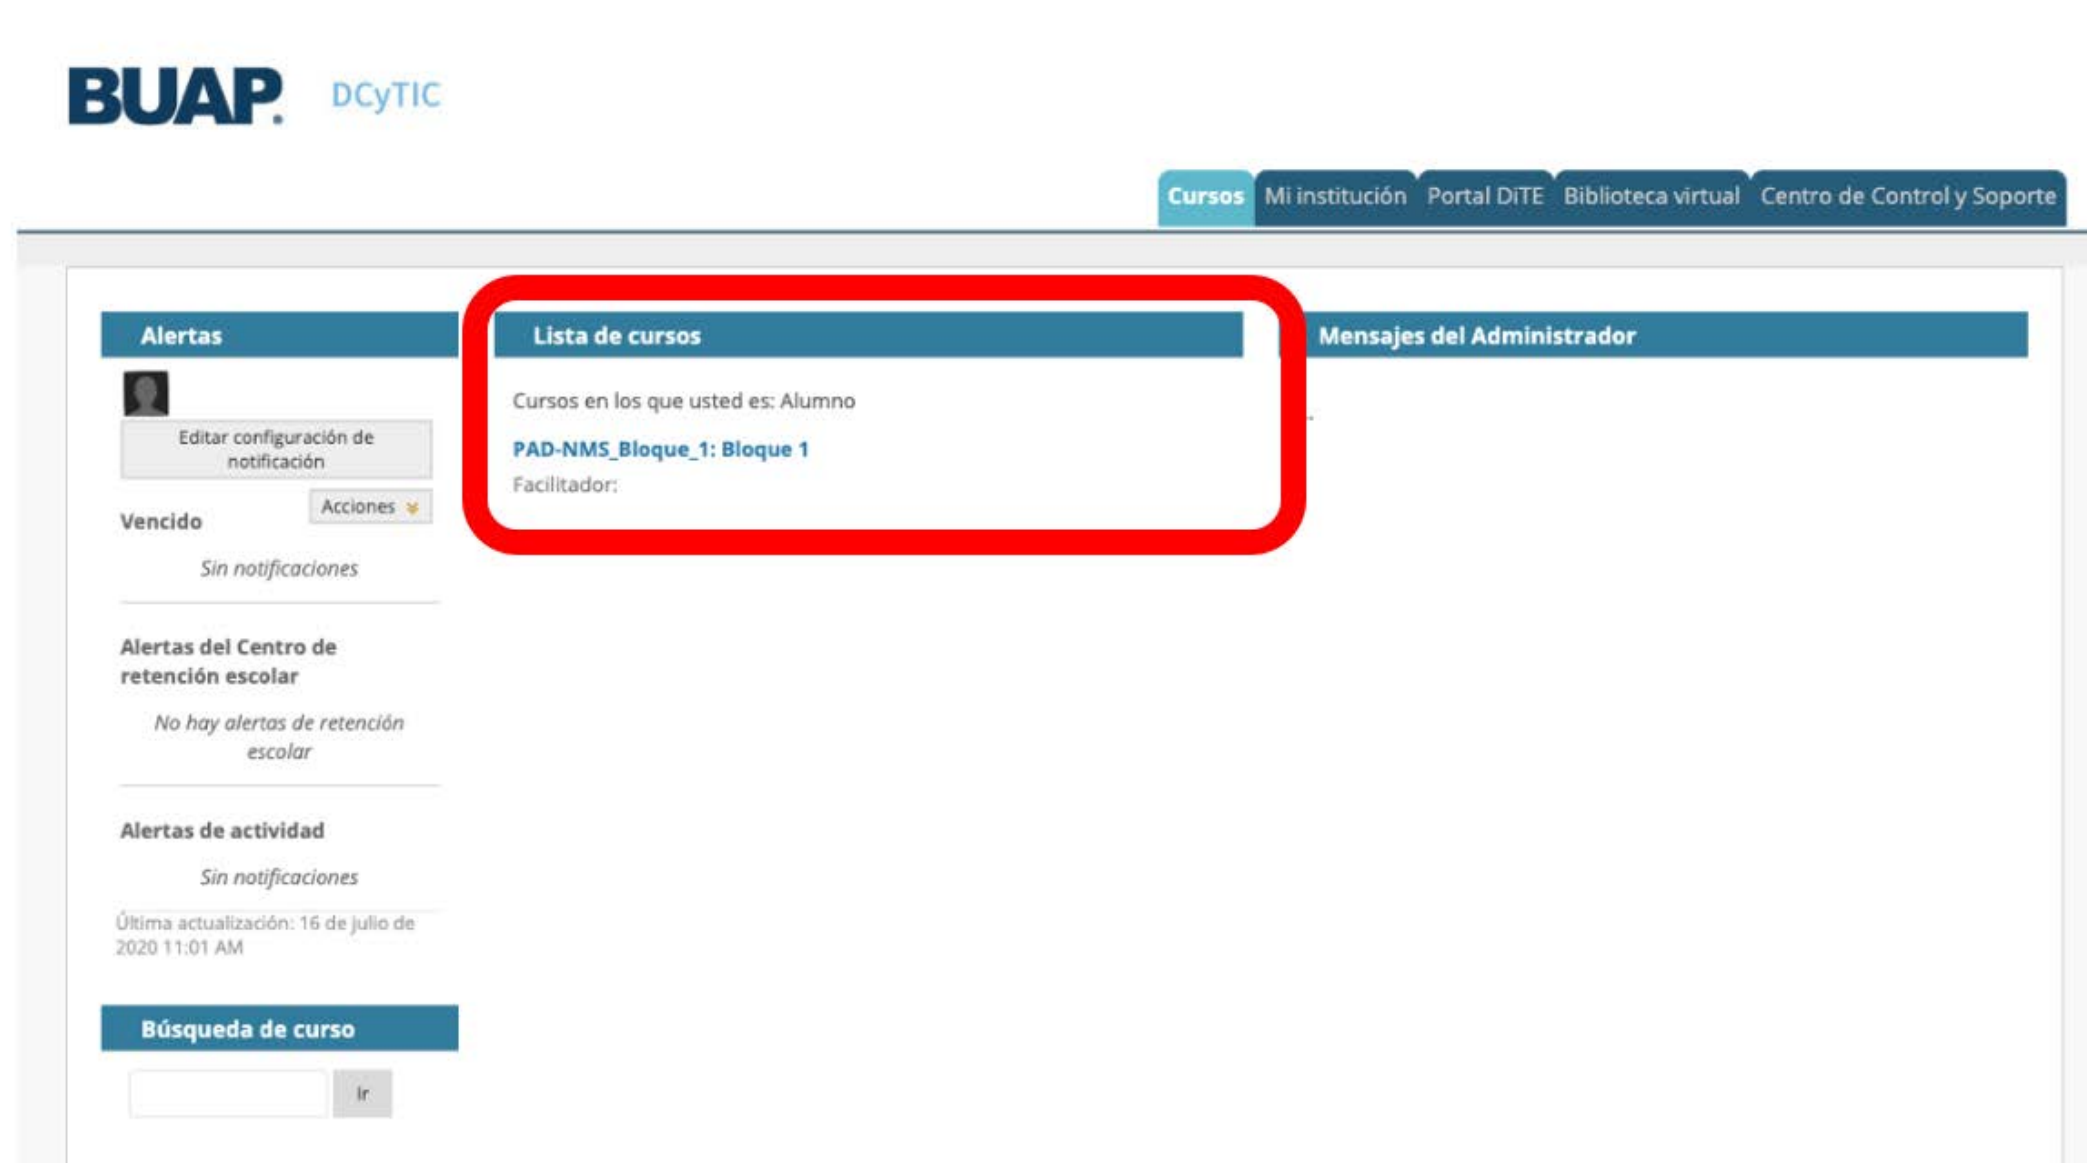 BUAP. DCyTIC
Cursos Mi institución Portal DiTE Biblioteca virtual Centro de Control y Soporte
Alertas
Editar configuración de
notificación
Acciones
Vencido
Sin notificaciones
Alertas del Centro de
retención escolar
No hay alertas de retención
escolar
Alertas de actividad
Sin notificaciones
Última actualización: 16 de julio de
2020 11:01 AM
Búsqueda de curso
Ir
Lista de cursos
Cursos en los que usted es: Alumno
PAD-NMS_Bloque_1: Bloque 1
Facilitador:
Mensajes del Administrador